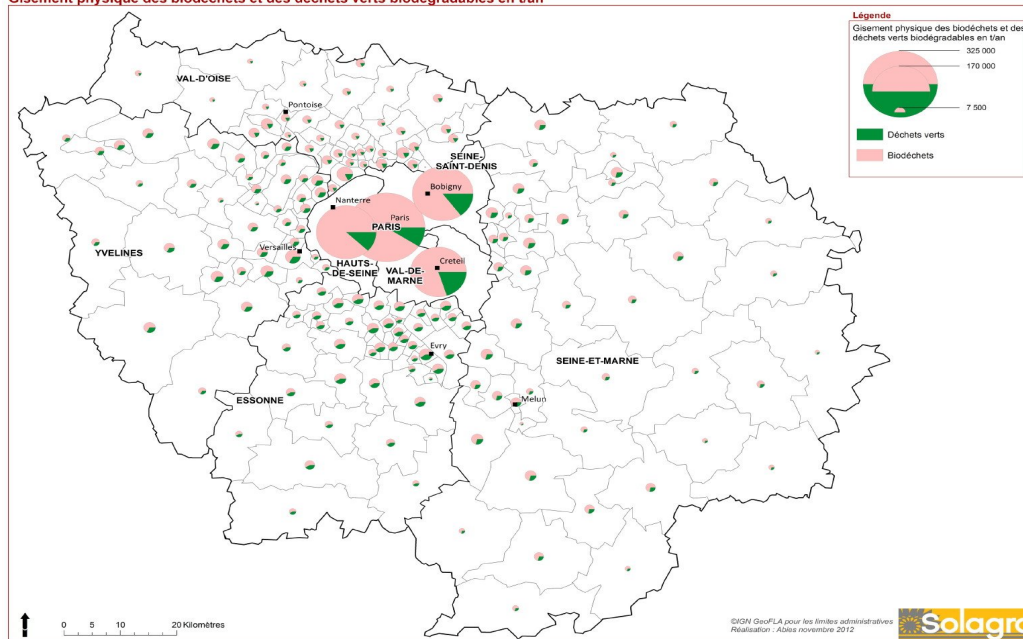 Gisement physique des biodéchets et des déchets verts biodégradables en t/an
Légende
Gisement physique des biodéchets et des
déchets verts biodégradables en t/an
325 000
170 000
7 500
Déchets verts
Biodéchets
VAL-D'OISE
Pontoise
SEINE-
SAINT-DENIS
Bobigny
Nanterre
Paris
PARIS
YVELINES
Versailles
HAUTS-
DE-SEINE
VAL-DE-
MARNE
Creteil
Evry
SEINE-ET-MARNE
ESSONNE
Melun
0 5 10 20 Kilomètres
©IGN GeoFLA pour les limites administratives
Réalisation : Ables novembre 2012
Solagro